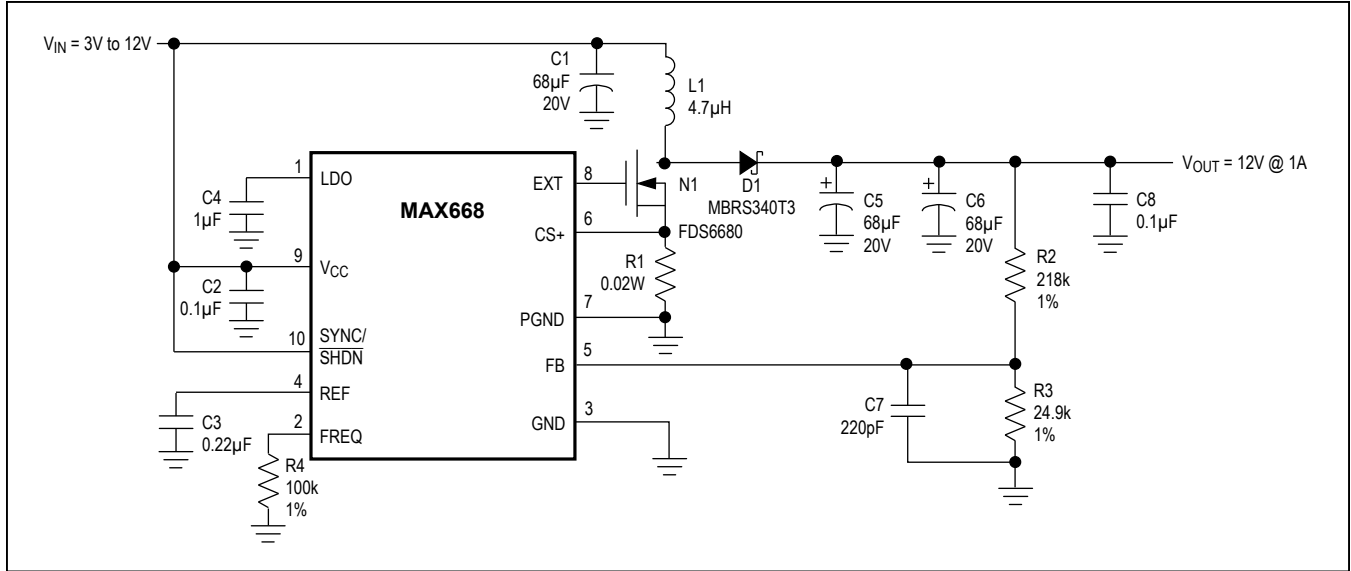 VIN = 3V to 12V
C1
68µF
20V
L1
4.7µH
1
LDO
C4
1µF
MAX668
EXT
8
N1
FDS6680
D1
MBRS340T3
C5
68µF
20V
C6
68µF
20V
C8
0.1µF
VOUT = 12V @ 1A
CS+
6
9
VCC
C2
0.1µF
R1
0.02W
R2
218k
1%
PGND
7
10
SYNC/
SHDN
FB
5
4
REF
C3
0.22µF
C7
220pF
R3
24.9k
1%
2
FREQ
GND
3
R4
100k
1%
+
+